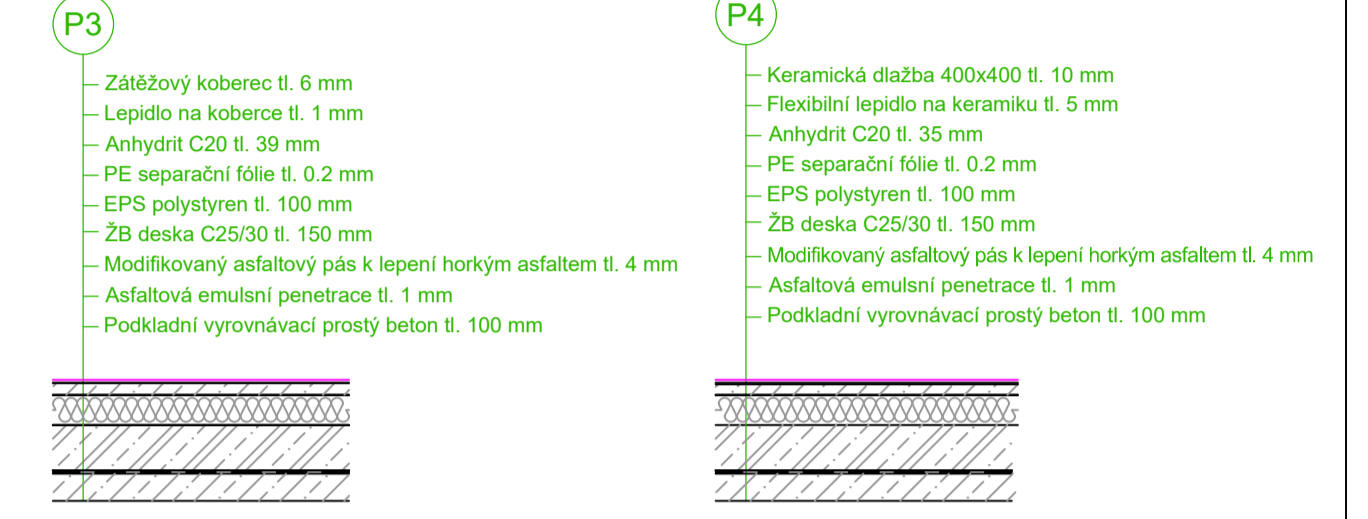 P3
Zátěžový koberec tl. 6 mm
Lepidlo na koberce tl. 1 mm
Anhydrit C20 tl. 39 mm
PE separační fólie tl. 0.2 mm
EPS polystyren tl. 100 mm
ŽB deska C25/30 tl. 150 mm
Modifikovaný asfaltový pás k lepení horkým asfaltem tl. 4 mm
Asfaltová emulsní penetrace tl. 1 mm
Podkladní vyrovnávací prostý beton tl. 100 mm
P4
Keramická dlažba 400x400 tl. 10 mm
Flexibilní lepidlo na keramiku tl. 5 mm
Anhydrit C20 tl. 35 mm
PE separační fólie tl. 0.2 mm
EPS polystyren tl. 100 mm
ŽB deska C25/30 tl. 150 mm
Modifikovaný asfaltový pás k lepení horkým asfaltem tl. 4 mm
Asfaltová emulsní penetrace tl. 1 mm
Podkladní vyrovnávací prostý beton tl. 100 mm